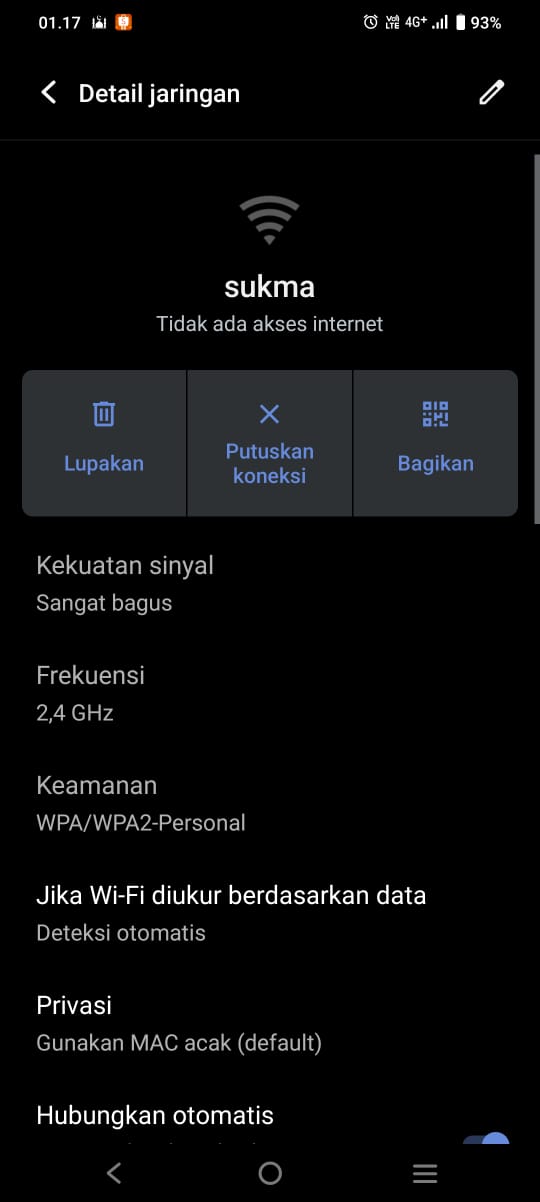 01.17
Vo) LTE 4G+ 93%
Detail jaringan
sukma
Tidak ada akses internet
Lupakan
Putuskan
koneksi
Bagikan
Kekuatan sinyal
Sangat bagus
Frekuensi
2,4 GHz
Keamanan
WPA/WPA2-Personal
Jika Wi-Fi diukur berdasarkan data
Deteksi otomatis
Privasi
Gunakan MAC acak (default)
Hubungkan otomatis